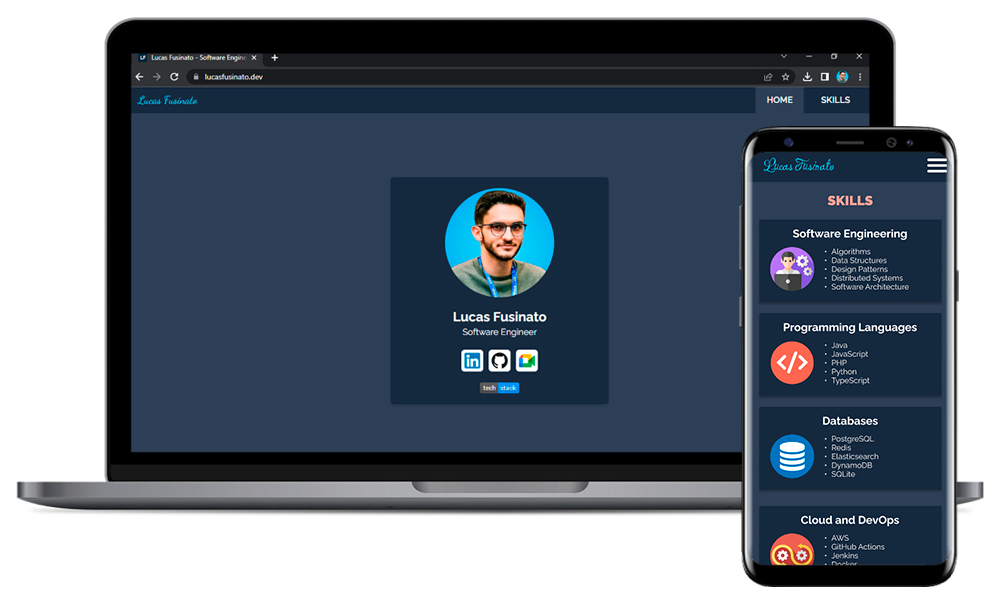 LF Lucas Fusinato - Software Engin
lucasfusinato.dev
Lucas Fusinato
HOME
SKILLS
Lucas Fusinato
Software Engineer
in
tech stack
Lucas Fusinato
SKILLS
Software Engineering
• Algorithms
• Data Structures
• Design Patterns
• Distributed Systems
• Software Architecture
Programming Languages
</>
• Java
• JavaScript
• PHP
• Python
• TypeScript
Databases
• PostgreSQL
• Redis
• Elasticsearch
• DynamoDB
• SQLite
Cloud and DevOps
• AWS
• GitHub Actions
• Jenkins
• Docker